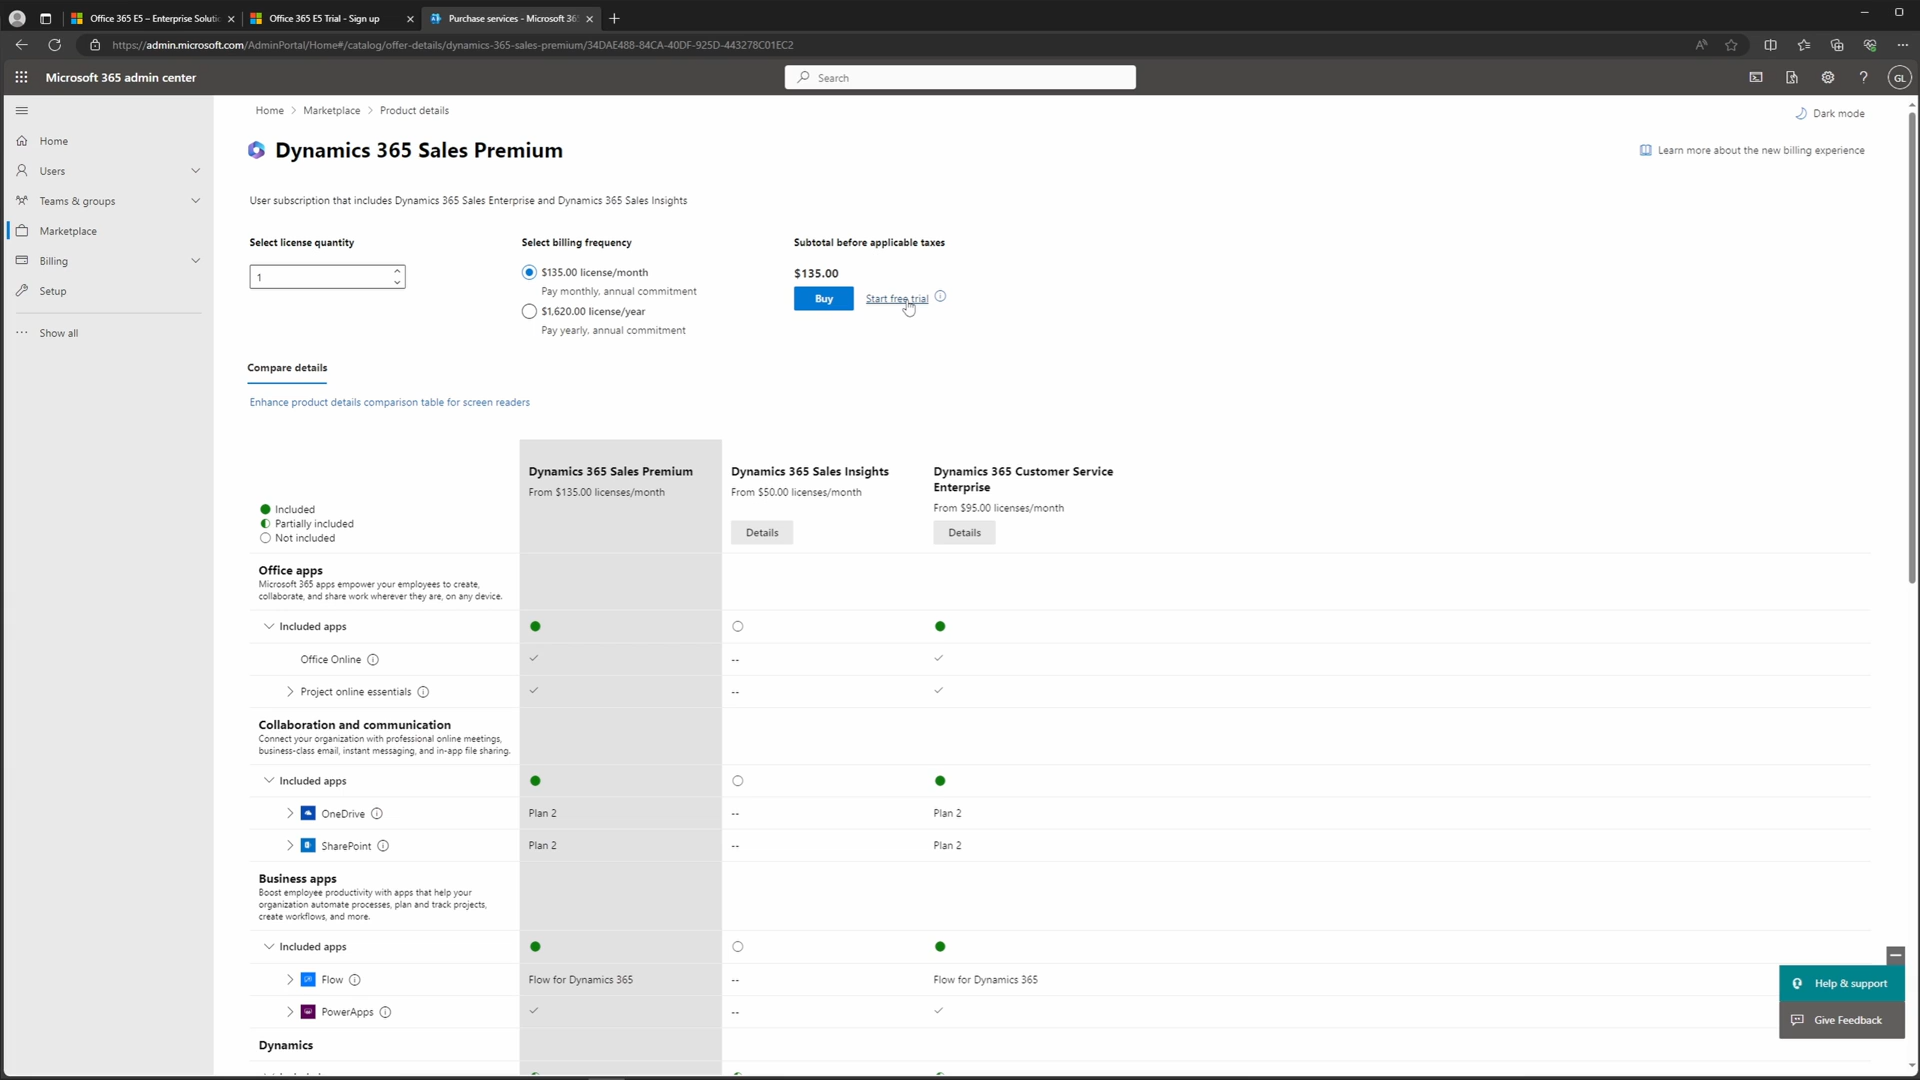 Office 365 E5 – Enterprise Soluti
Office 365 E5 Trial - Sign up
Purchase services - Microsoft 36
https://admin.microsoft.com/AdminPortal/Home#/catalog/offer-details/dynamics-365-sales-premium/34DAE488-84CA-40DF-925D-443278C01EC2
Microsoft 365 admin center
Search
GL
Home > Marketplace > Product details
Dark mode
Home
Users
Teams & groups
Marketplace
Billing
Setup
Show all
Dynamics 365 Sales Premium
Learn more about the new billing experience
User subscription that includes Dynamics 365 Sales Enterprise and Dynamics 365 Sales Insights
Select license quantity
1
Select billing frequency
$135.00 license/month
Pay monthly, annual commitment
$1,620.00 license/year
Pay yearly, annual commitment
Subtotal before applicable taxes
$135.00
Buy
Start free trial
Compare details
Enhance product details comparison table for screen readers
Included
Partially included
Not included
Dynamics 365 Sales Premium
From $135.00 licenses/month
Dynamics 365 Sales Insights
From $50.00 licenses/month
Details
Dynamics 365 Customer Service
Enterprise
From $95.00 licenses/month
Details
Office apps
Microsoft 365 apps empower your employees to create,
collaborate, and share work wherever they are, on any device.
Included apps
Office Online
--
Project online essentials
--
Collaboration and communication
Connect your organization with professional online meetings,
business-class email, instant messaging, and in-app file sharing.
Included apps
OneDrive Plan 2 -- Plan 2
SharePoint Plan 2 -- Plan 2
Business apps
Boost employee productivity with apps that help your
organization automate processes, plan and track projects,
create workflows, and more.
Included apps
Flow Flow for Dynamics 365 -- Flow for Dynamics 365
PowerApps --
Dynamics
Help & support
Give Feedback